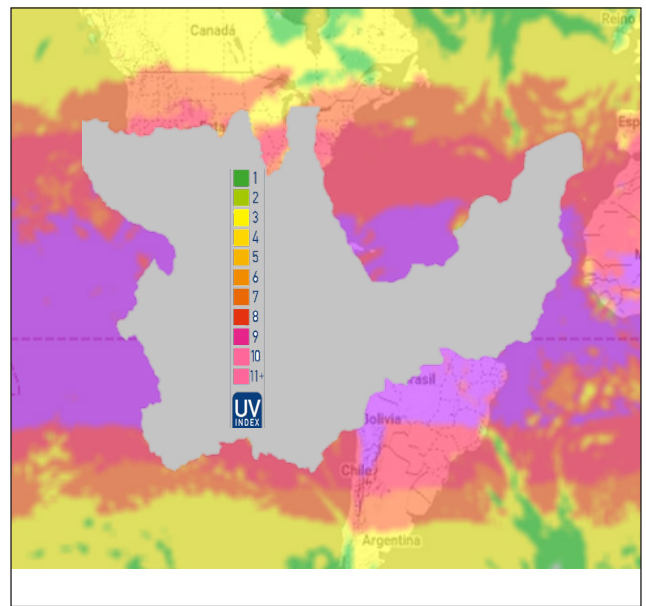 Canadá
Reino
Esp
1
2
3
4
5
6
7
8
9
10
11+
UV
INDEX
rasil
Bolivia
Chile
Argentina